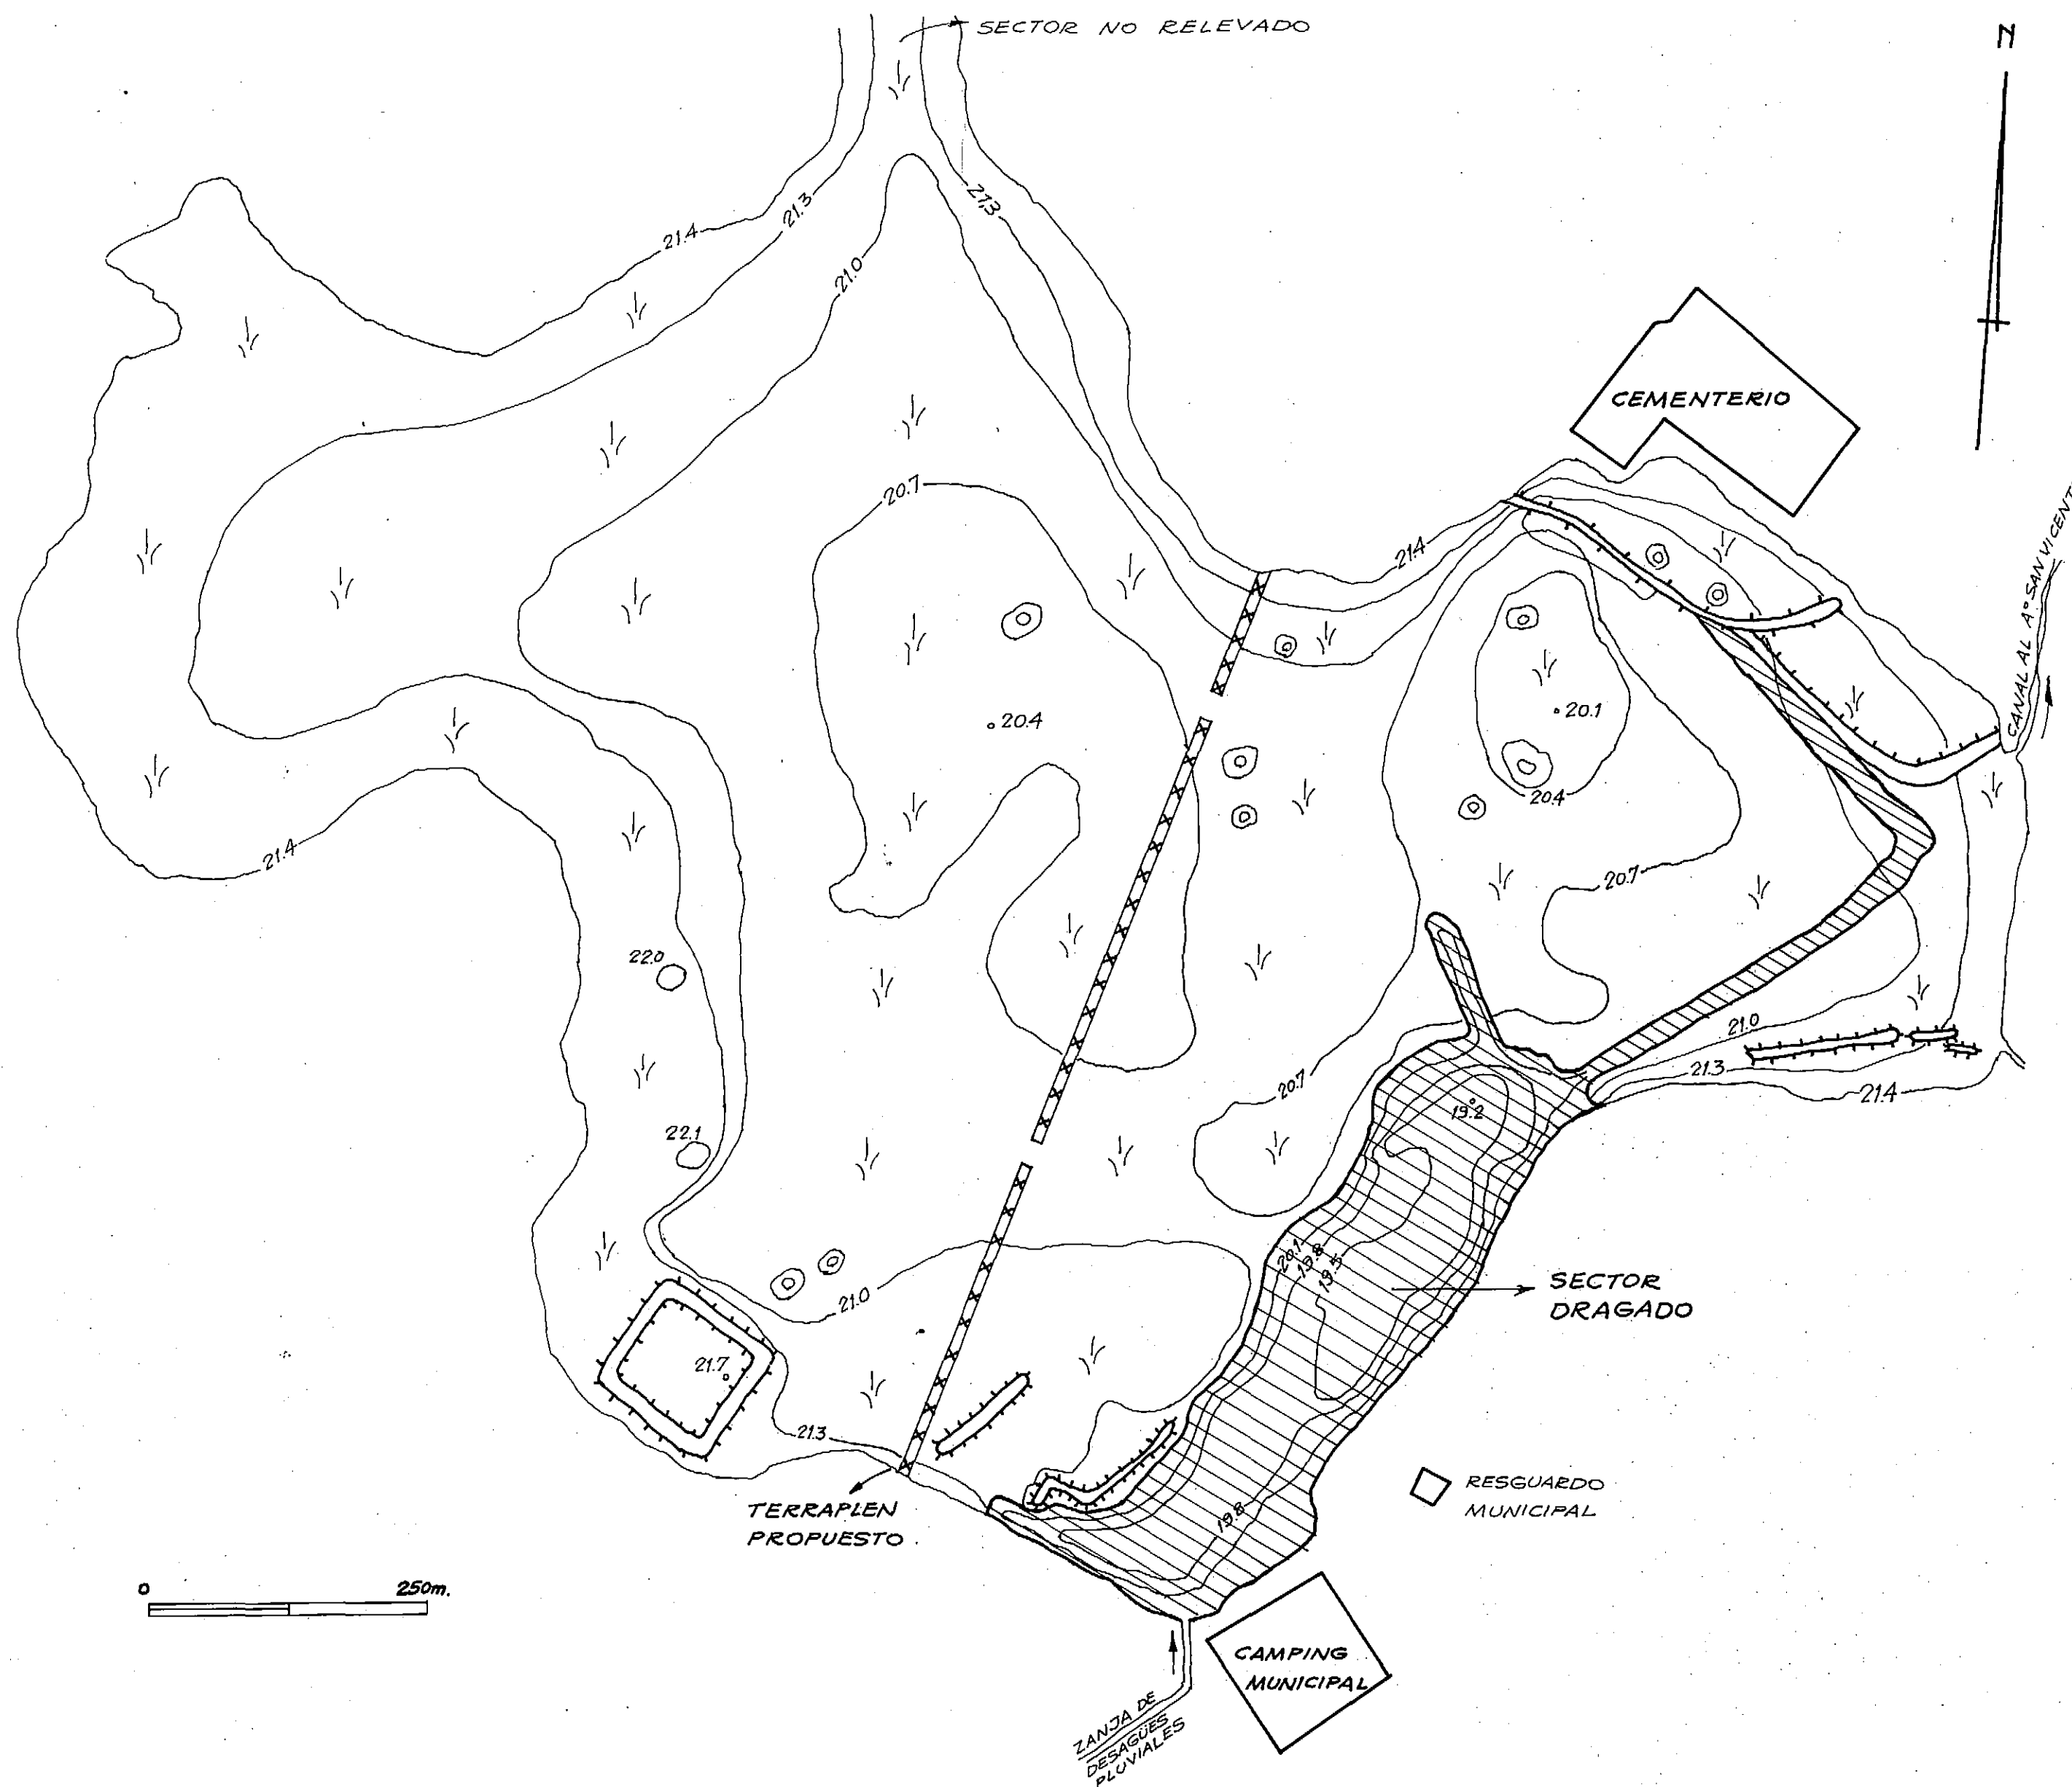 SECTOR NO RELEVADO
N
21.3
21.4
21.3
21.0
CEMENTERIO
20.7
21.4
CANAL AL Aº SAN VICENT
20.4
20.1
20.4
21.4
20.7
22.0
21.0
21.3
21.4
20.7
19.2
22.1
20.1
19.8
19.5
SECTOR
DRAGADO
21.0
21.7
21.3
TERRAPLEN
PROPUESTO
19.8
RESGUARDO
MUNICIPAL
0 250m.
CAMPING
MUNICIPAL
ZANJA DE
DESAGÜES
PLUVIALES